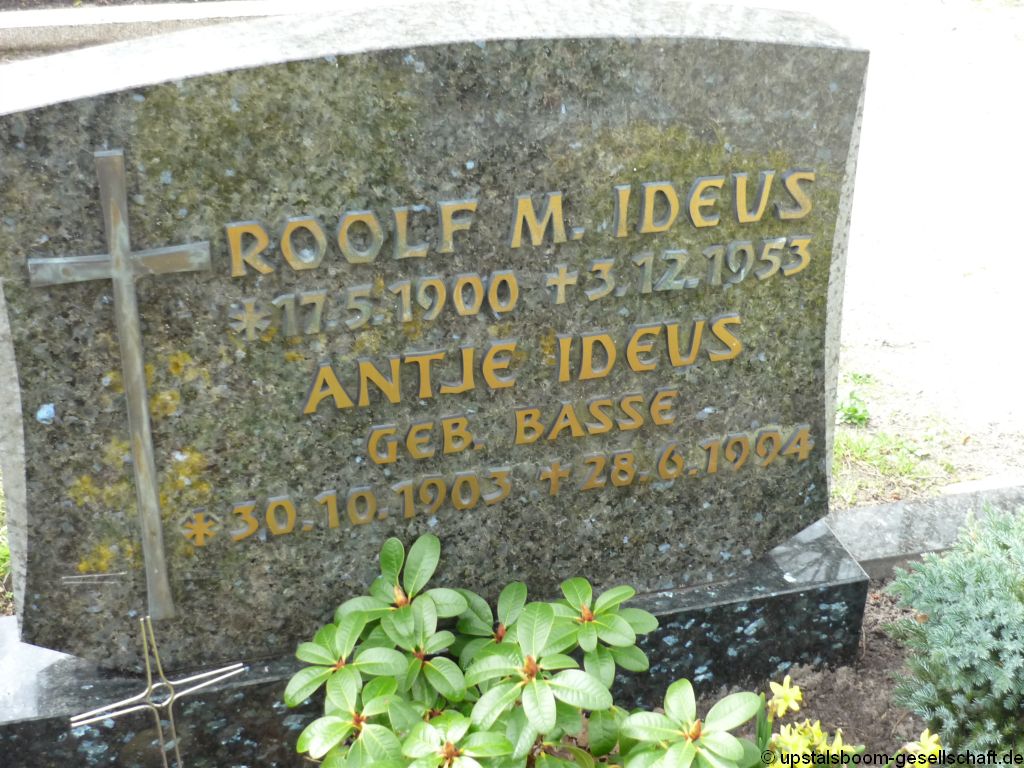 ROOLF M. IDEUS
*17.5.1900 +3.12.1953
ANTJE IDEUS
GEB. BASSE
*30.10.1903 +28.6.1994
© upstalsboom-gesellschaft.de